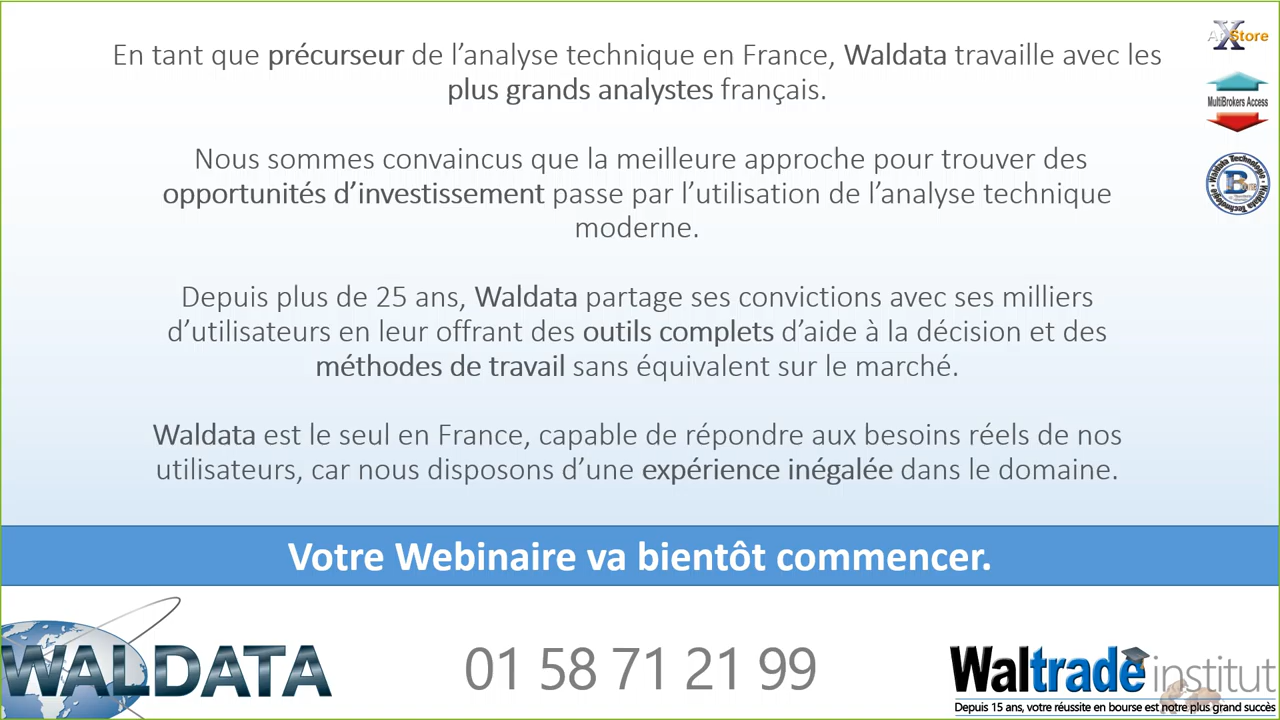 En tant que précurseur de l’analyse technique en France, Waldata travaille avec les
plus grands analystes français.
Nous sommes convaincus que la meilleure approche pour trouver des
opportunités d’investissement passe par l’utilisation de l’analyse technique
moderne.
Depuis plus de 25 ans, Waldata partage ses convictions avec ses milliers
d’utilisateurs en leur offrant des outils complets d’aide à la décision et des
méthodes de travail sans équivalent sur le marché.
Waldata est le seul en France, capable de répondre aux besoins réels de nos
utilisateurs, car nous disposons d’une expérience inégalée dans le domaine.
Store
MultiBrokers Access
Waldata Technologie
Votre Webinaire va bientôt commencer.
WALDATA
01 58 71 21 99
Waltrade institut
Depuis 15 ans, votre réussite en bourse est notre plus grand succès